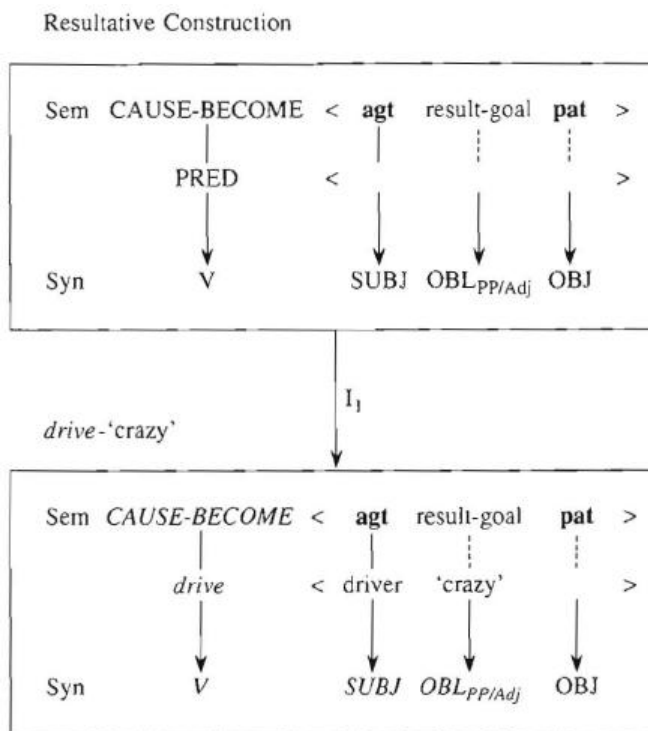 Resultative Construction
Sem CAUSE-BECOME < agt result-goal pat >
PRED < >
Syn V SUBJ OBL PP/Adj OBJ
I1
drive-‘crazy’
Sem CAUSE-BECOME < agt result-goal pat >
drive < driver ‘crazy’ >
Syn V SUBJ OBL PP/Adj OBJ